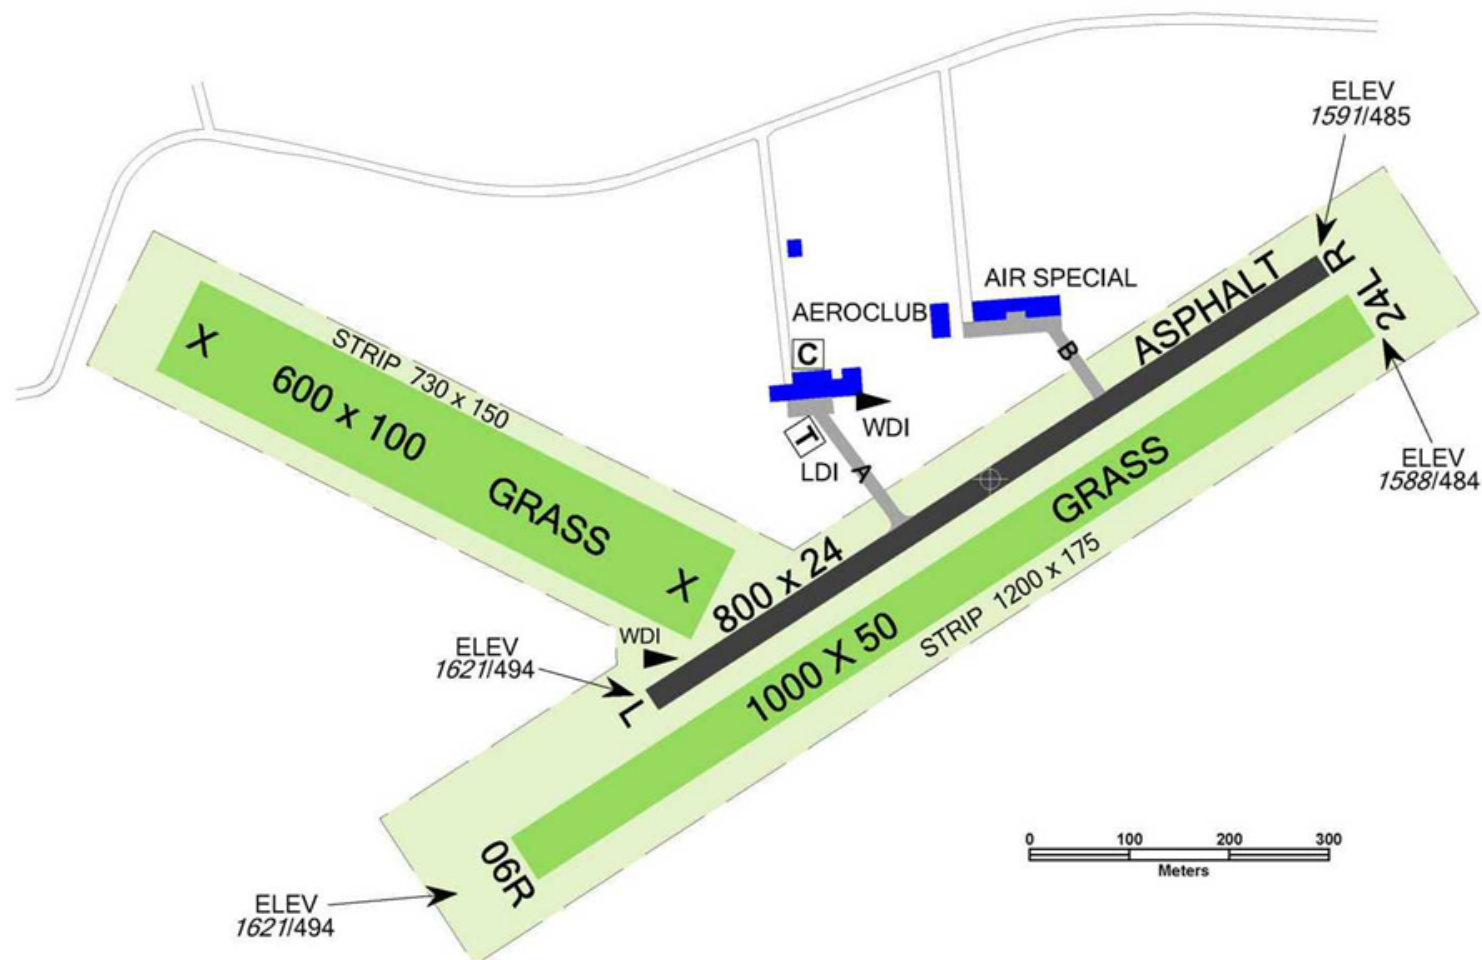 ELEV
1591/485
AIR SPECIAL
AEROCLUB
ASPHALT
R
24L
B
C
WDI
T
LDI
A
STRIP 730 x 150
X
600 x 100
GRASS
X
ELEV
1588/484
GRASS
800 x 24
STRIP 1200 x 175
1000 X 50
WDI
ELEV
1621/494
L
06R
ELEV
1621/494
0 100 200 300
Meters